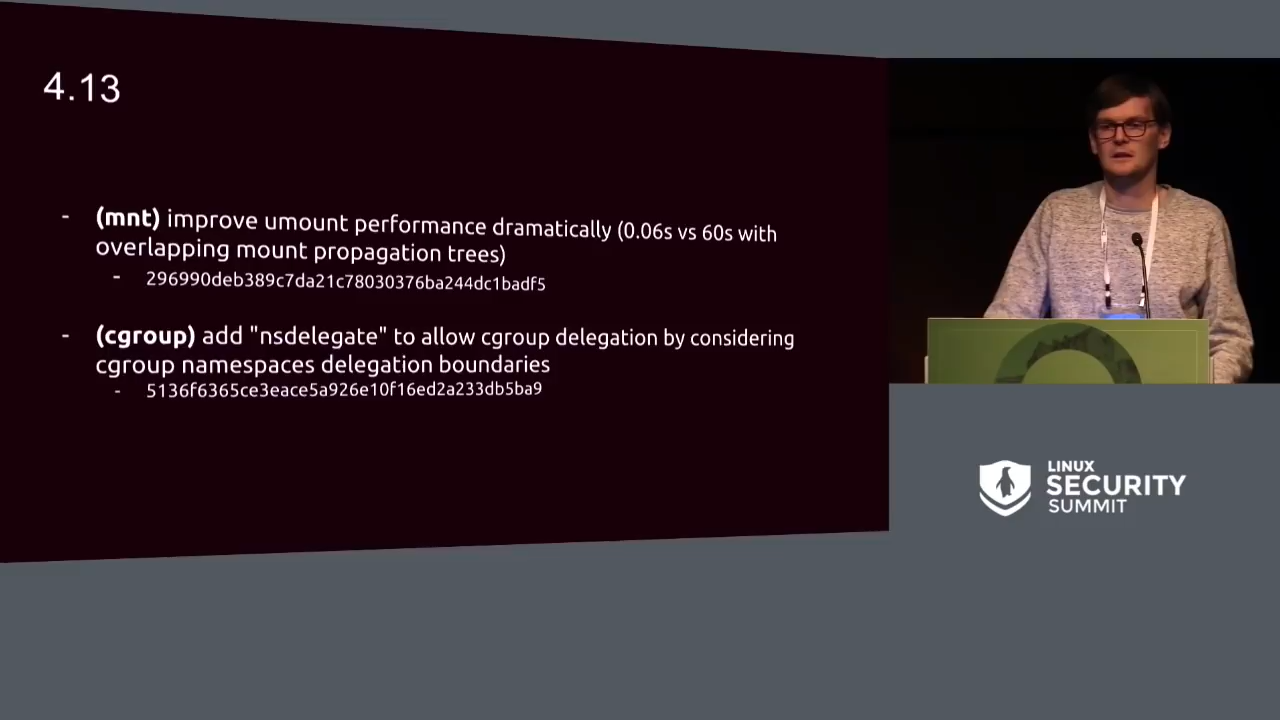 4.13
- (mnt) improve umount performance dramatically (0.06s vs 60s with
overlapping mount propagation trees)
- 296990deb389c7da21c78030376ba244dc1badf5
- (cgroup) add "nsdelegate" to allow cgroup delegation by considering
cgroup namespaces delegation boundaries
- 5136f6365ce3eace5a926e10f16ed2a233db5ba9
LINUX
SECURITY
SUMMIT